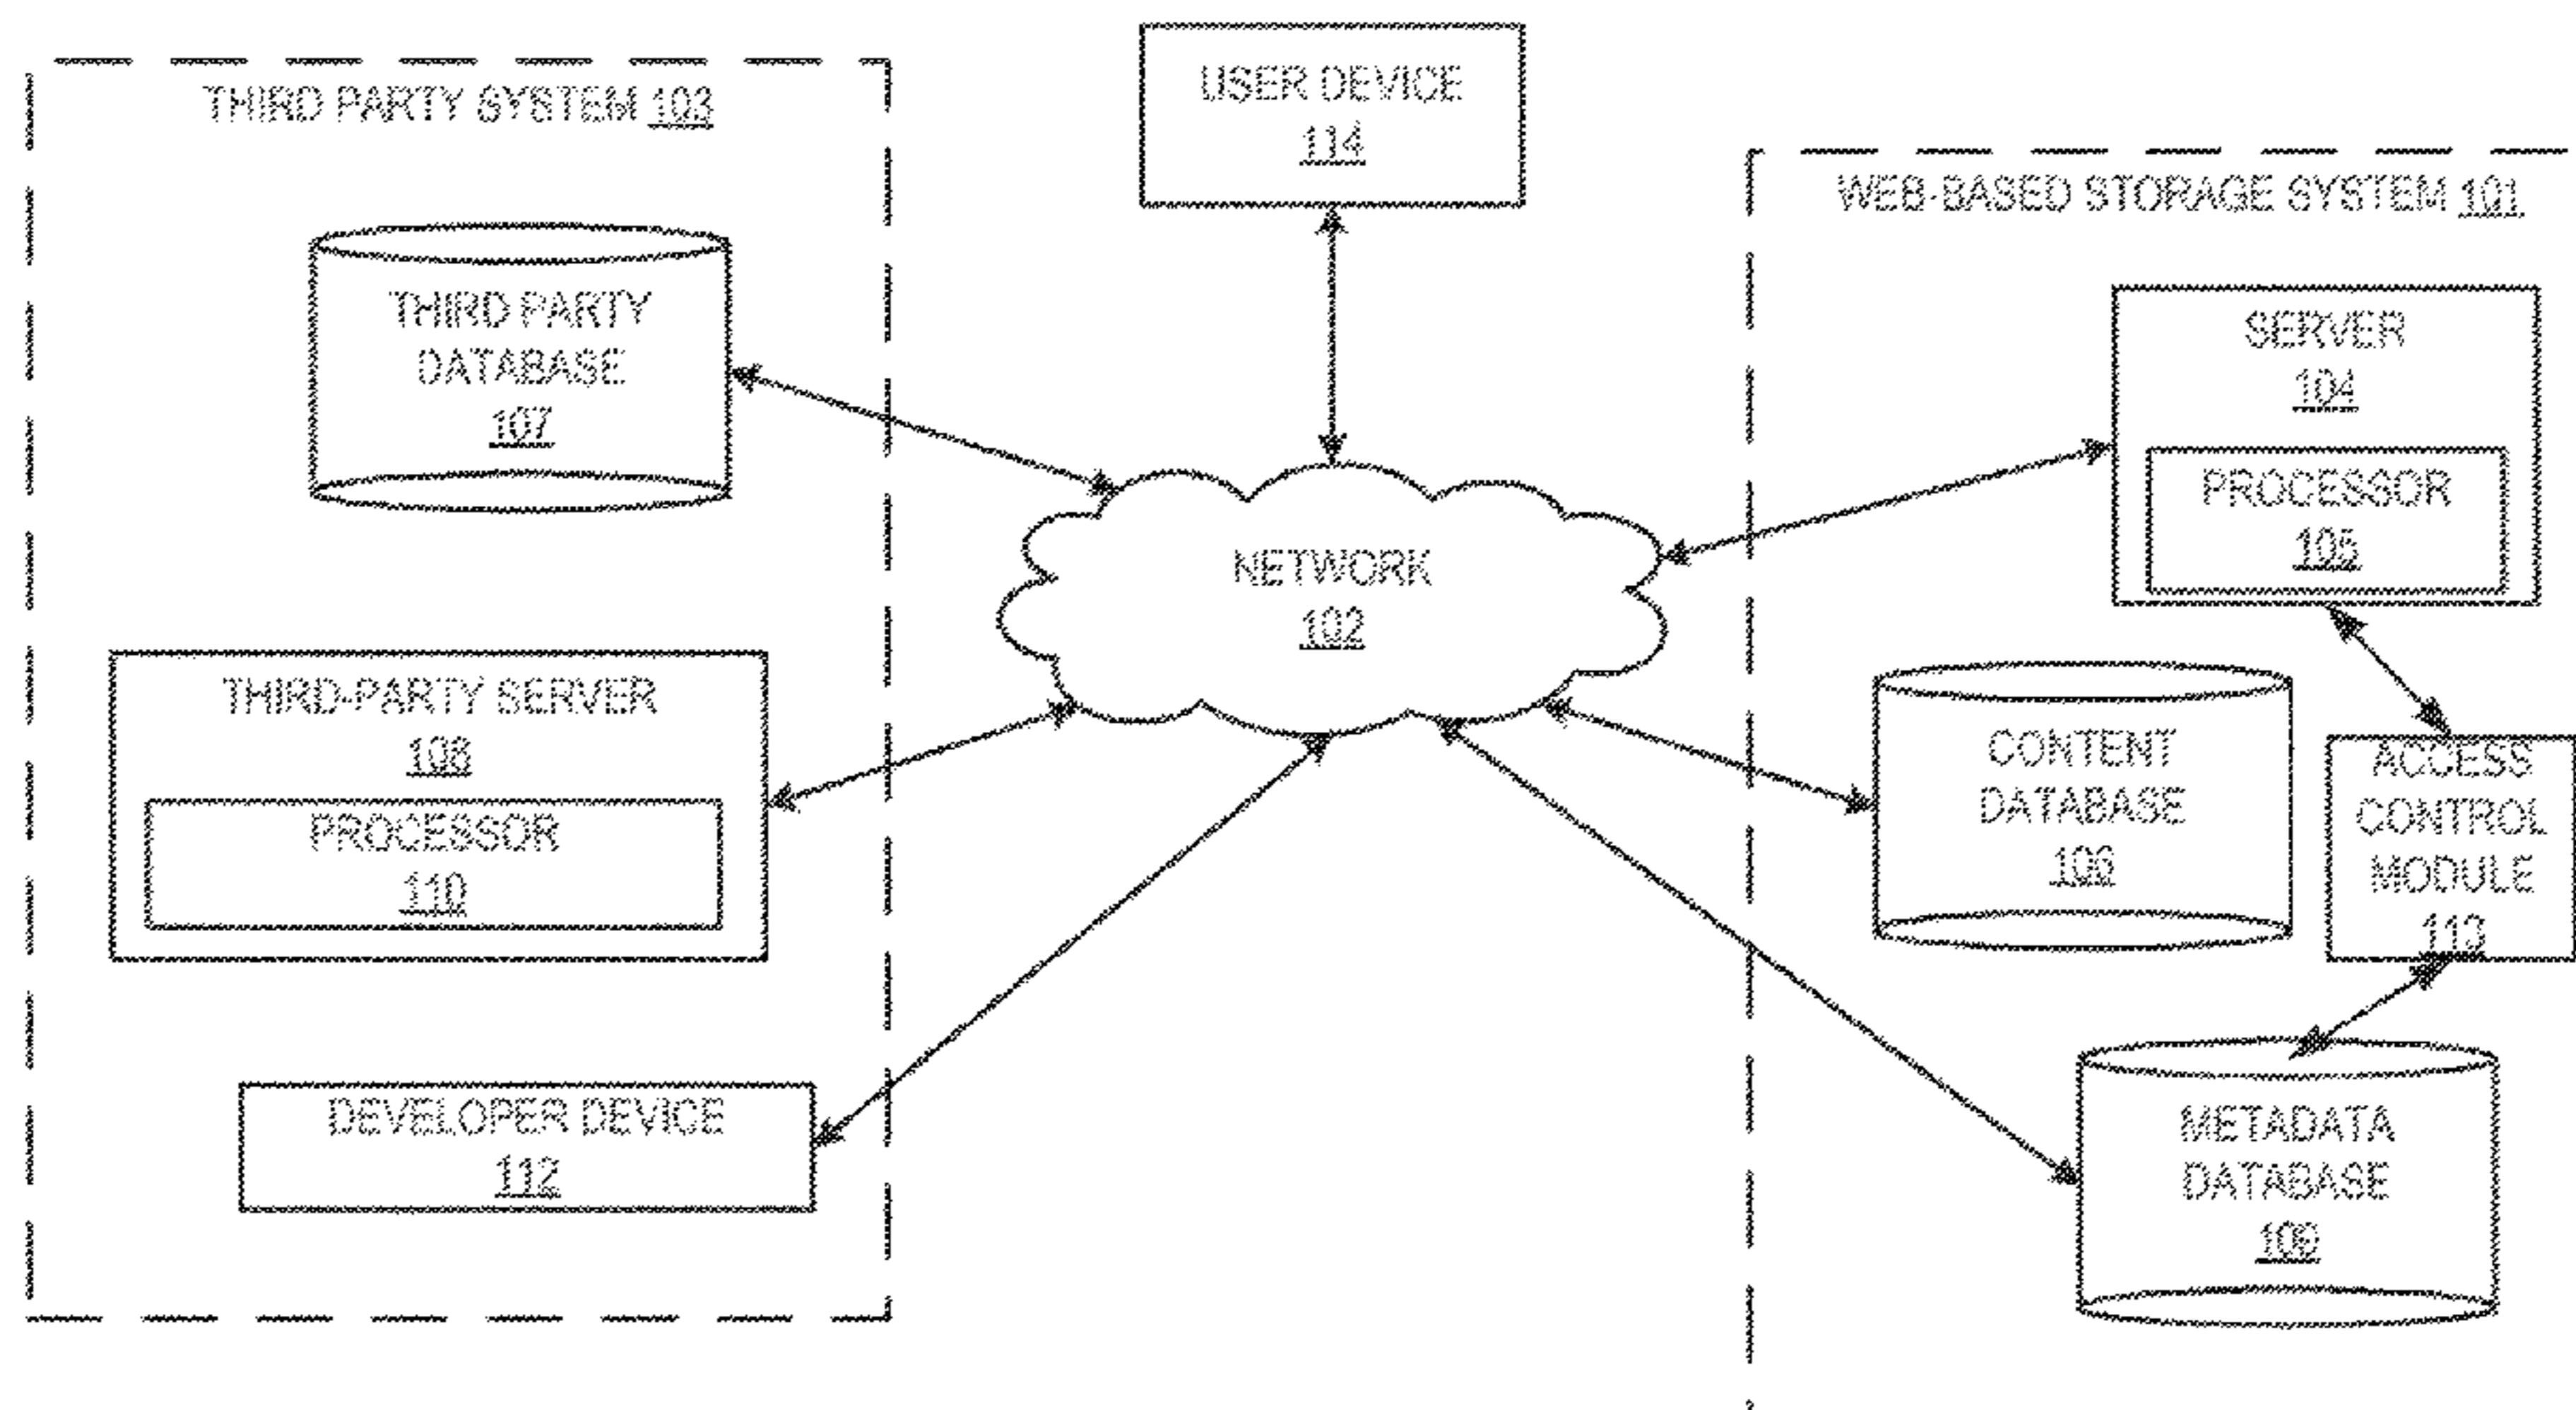 THIRD PARTY SYSTEM 103
THIRD PARTY
DATABASE
107
THIRD-PARTY SERVER
108
PROCESSOR
110
DEVELOPER DEVICE
112
USER DEVICE
114
NETWORK
102
WEB-BASED STORAGE SYSTEM 101
SERVER
104
PROCESSOR
105
CONTENT
DATABASE
106
ACCESS
CONTROL
MODULE
113
METADATA
DATABASE
109